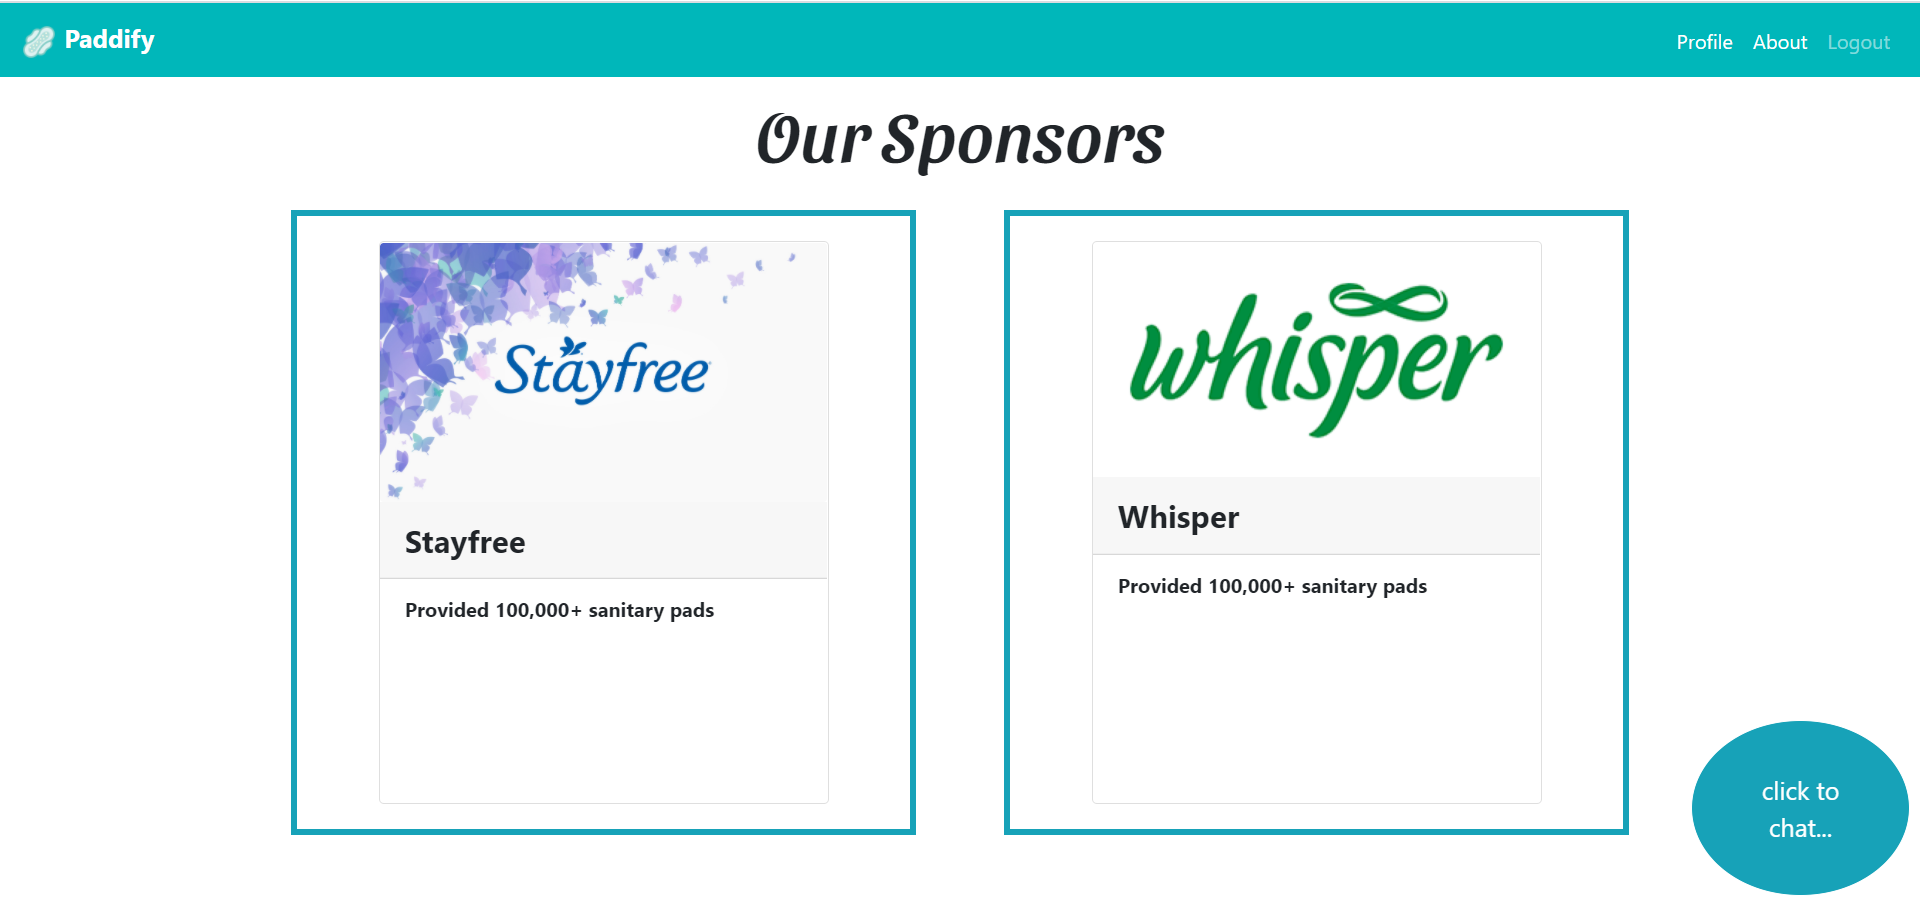 Paddify
Profile About Logout
Our Sponsors
Stayfree
Stayfree
Provided 100,000+ sanitary pads
whisper
Whisper
Provided 100,000+ sanitary pads
click to
chat...